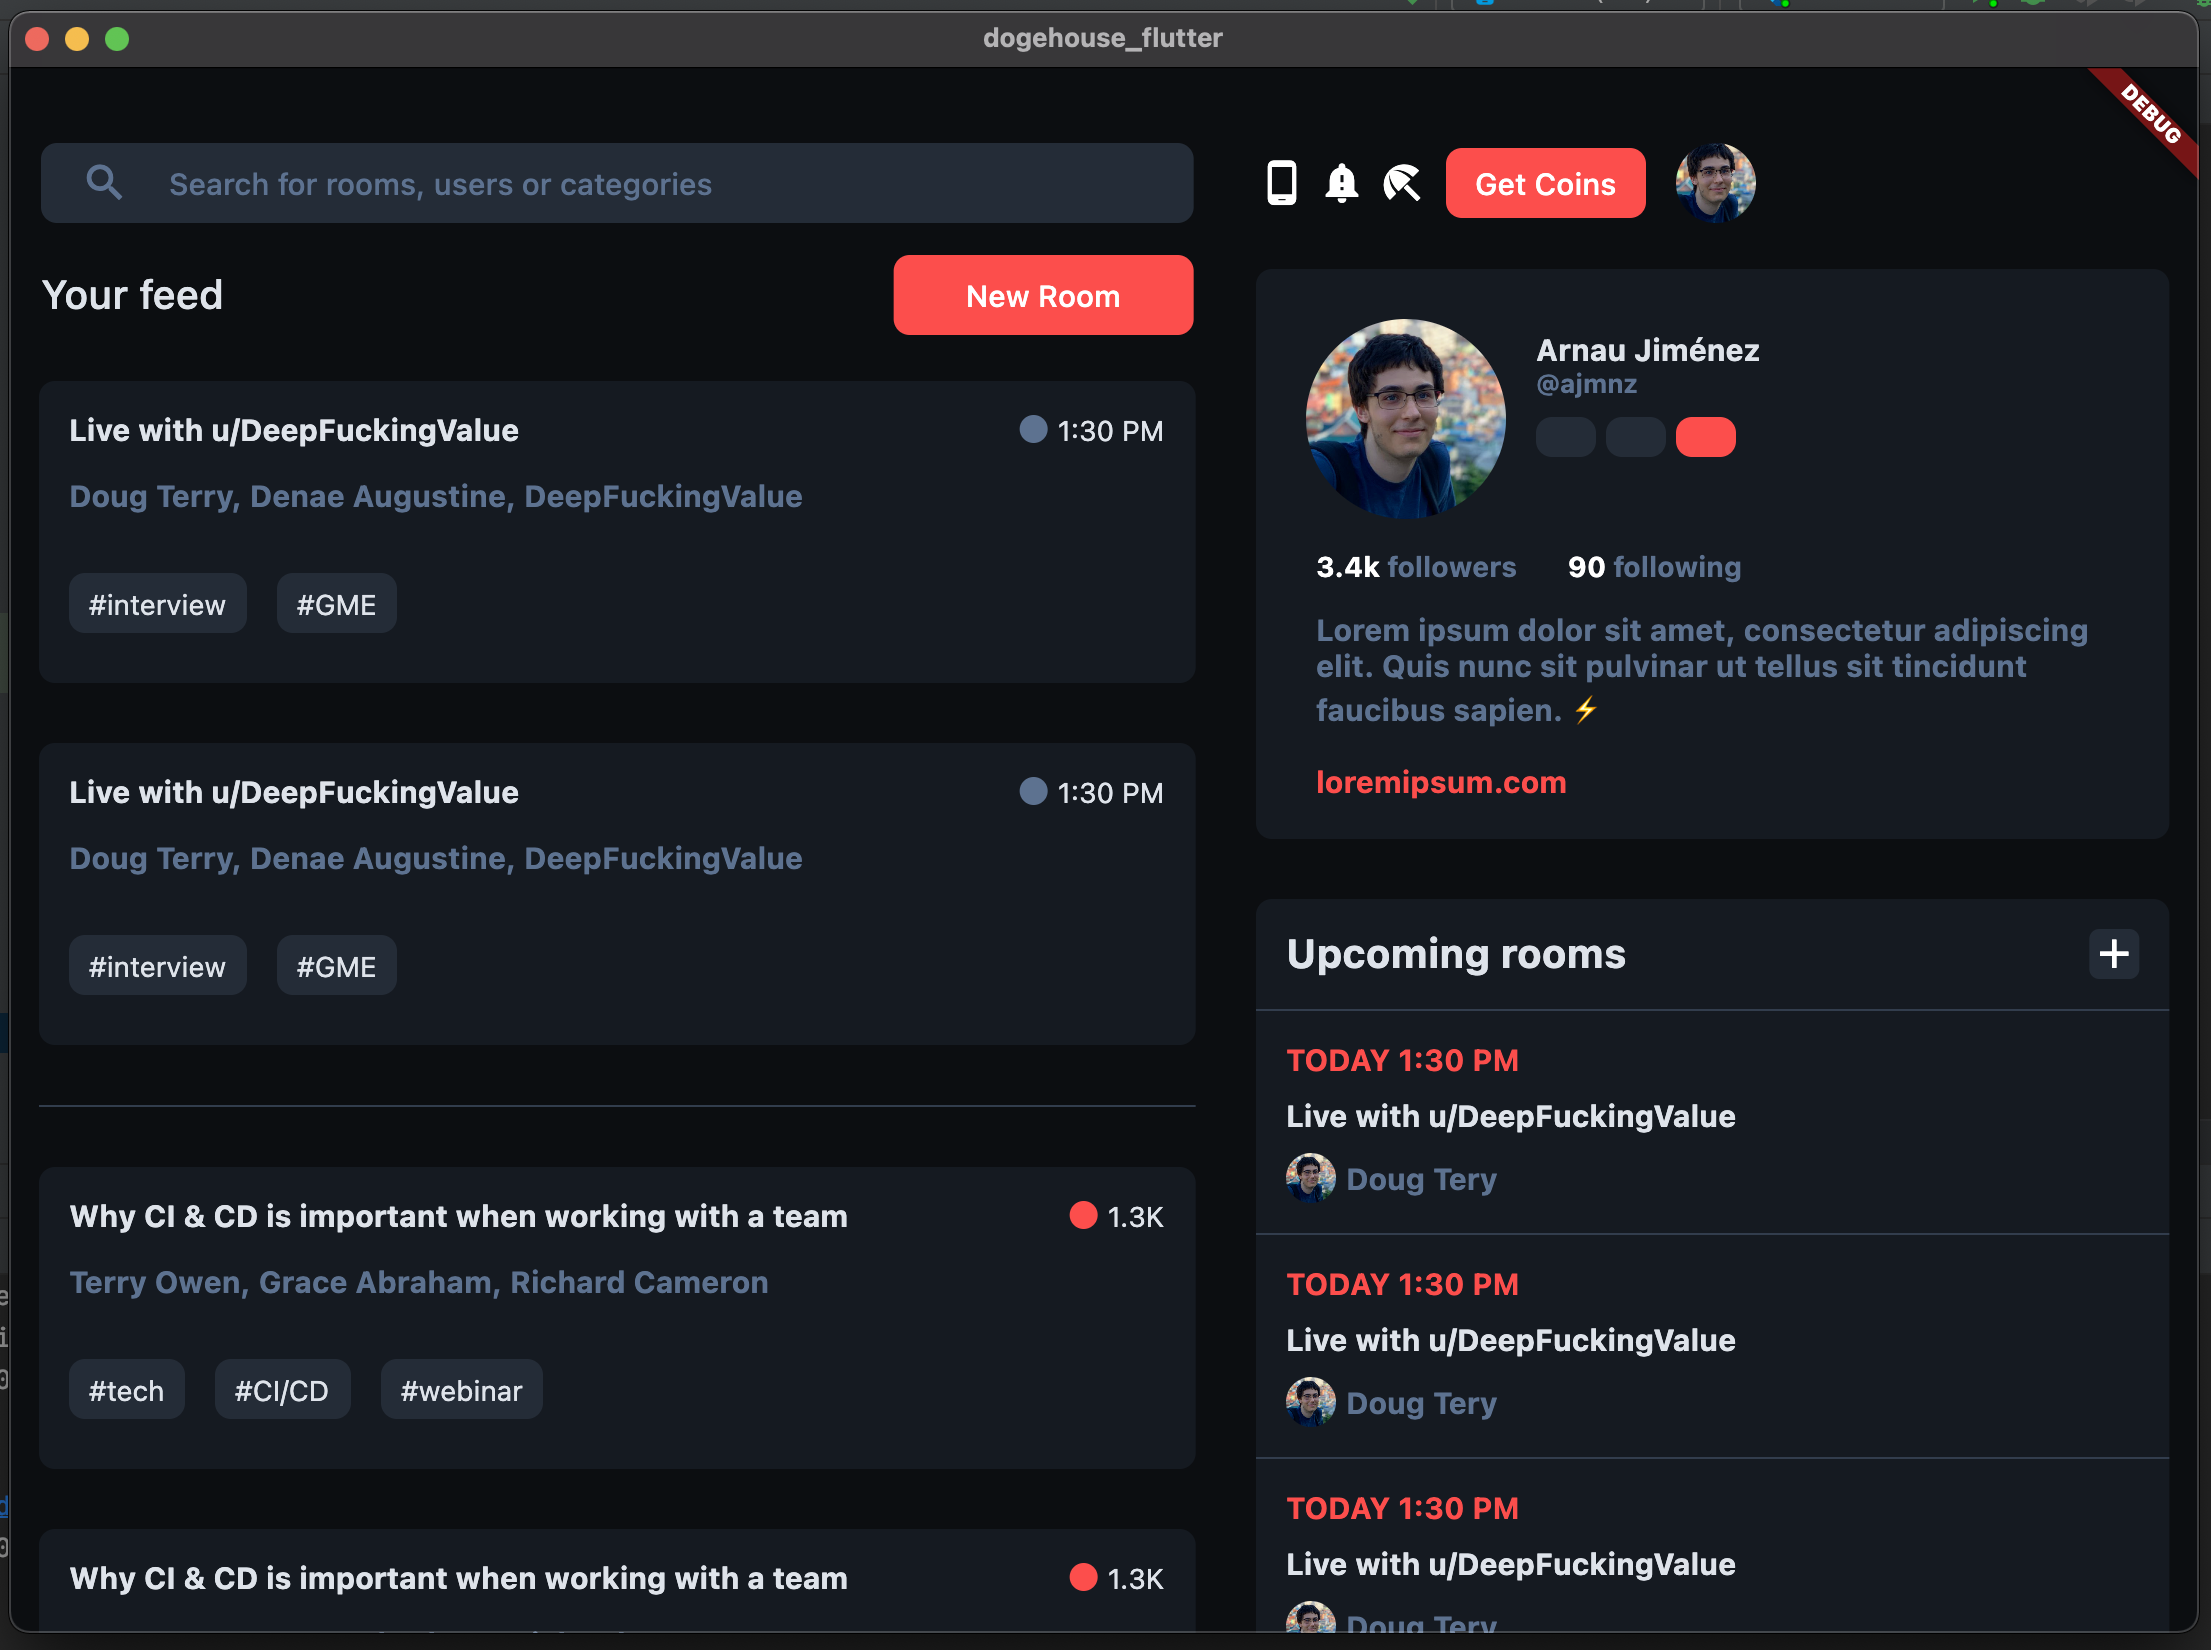 dogehouse_flutter
DEBUG
Search for rooms, users or categories
Get Coins
Your feed
New Room
Live with u/DeepFuckingValue
1:30 PM
Doug Terry, Denae Augustine, DeepFuckingValue
#interview
#GME
Live with u/DeepFuckingValue
1:30 PM
Doug Terry, Denae Augustine, DeepFuckingValue
#interview
#GME
Why CI & CD is important when working with a team
1.3K
Terry Owen, Grace Abraham, Richard Cameron
#tech
#CI/CD
#webinar
Why CI & CD is important when working with a team
1.3K
Arnau Jiménez
@ajmnz
3.4k followers
90 following
Lorem ipsum dolor sit amet, consectetur adipiscing
elit. Quis nunc sit pulvinar ut tellus sit tincidunt
faucibus sapien. ⚡
loremipsum.com
Upcoming rooms
+
TODAY 1:30 PM
Live with u/DeepFuckingValue
Doug Tery
TODAY 1:30 PM
Live with u/DeepFuckingValue
Doug Tery
TODAY 1:30 PM
Live with u/DeepFuckingValue
Doug Tery